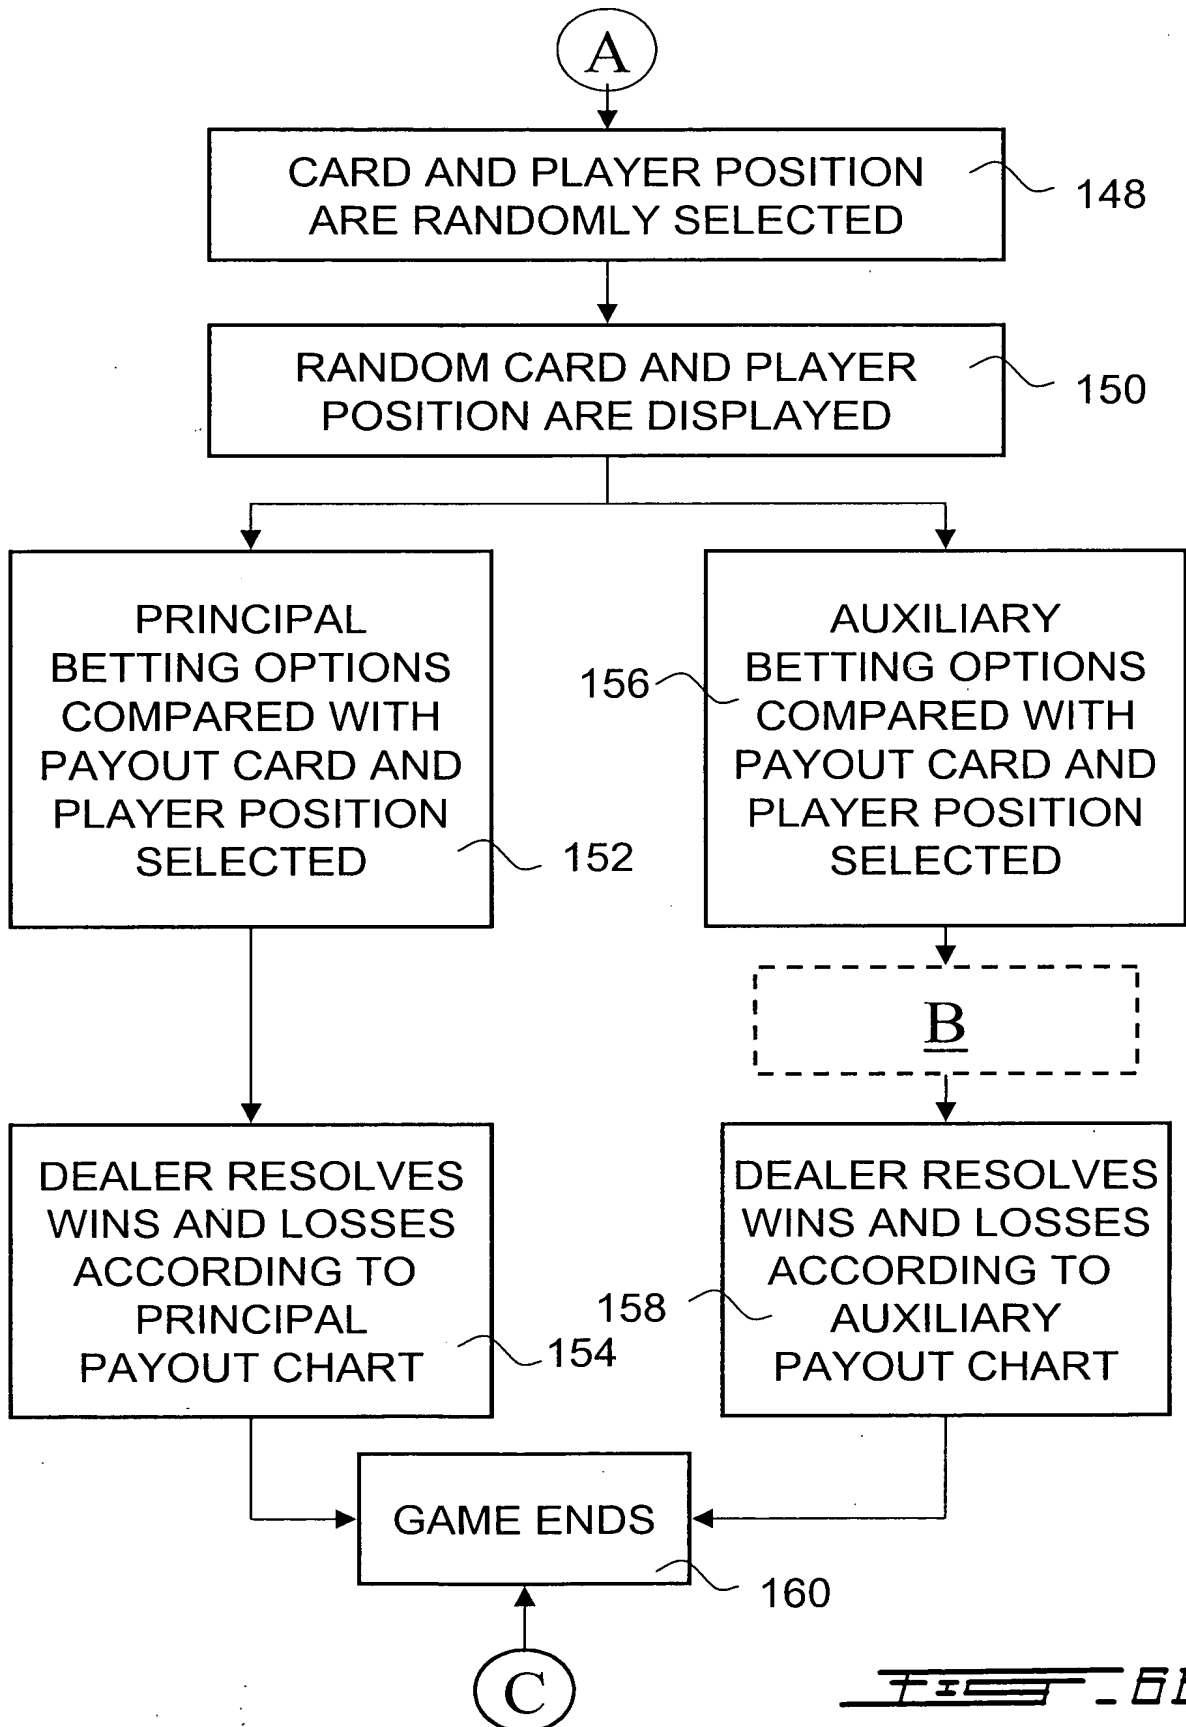 A
CARD AND PLAYER POSITION
ARE RANDOMLY SELECTED
148
RANDOM CARD AND PLAYER
POSITION ARE DISPLAYED
150
PRINCIPAL
BETTING OPTIONS
COMPARED WITH
PAYOUT CARD AND
PLAYER POSITION
SELECTED
152
AUXILIARY
BETTING OPTIONS
COMPARED WITH
PAYOUT CARD AND
PLAYER POSITION
SELECTED
156
B
DEALER RESOLVES
WINS AND LOSSES
ACCORDING TO
PRINCIPAL
PAYOUT CHART
154
DEALER RESOLVES
WINS AND LOSSES
ACCORDING TO
AUXILIARY
PAYOUT CHART
158
GAME ENDS
160
C